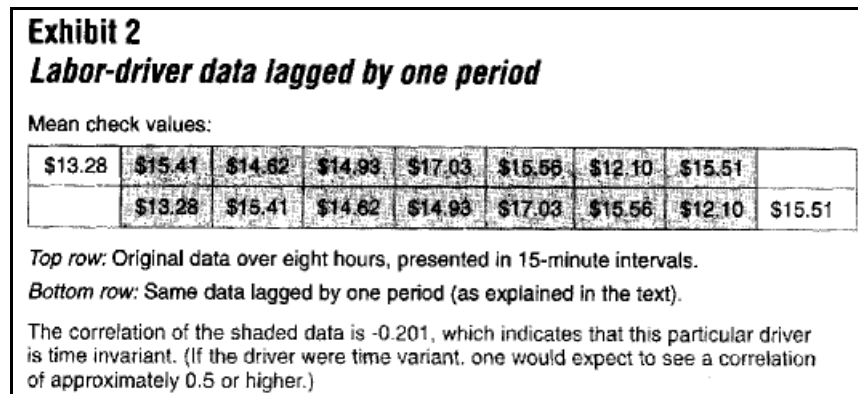 Exhibit 2
Labor-driver data lagged by one period
Mean check values:
$13.28 $15.41 $14.62 $14.93 $17.03 $15.56 $12.10 $15.51
$13.28 $15.41 $14.62 $14.93 $17.03 $15.56 $12.10 $15.51
Top row: Original data over eight hours, presented in 15-minute intervals.
Bottom row: Same data lagged by one period (as explained in the text).
The correlation of the shaded data is -0.201, which indicates that this particular driver
is time invariant. (If the driver were time variant. one would expect to see a correlation
of approximately 0.5 or higher.)